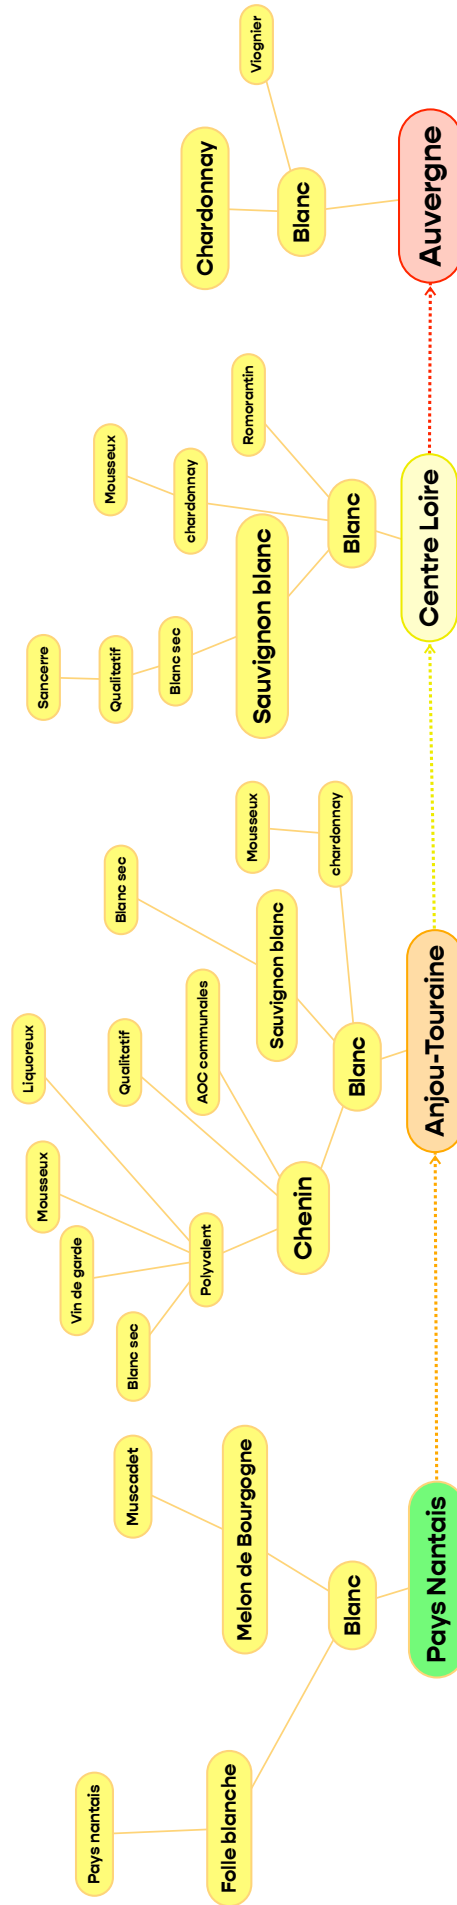 Pays nantais
Folle blanche
Muscadet
Melon de Bourgogne
Blanc
Pays Nantais
Liquoreux
Mousseux
Vin de garde
Blanc sec
Qualitatif
AOC communales
Polyvalent
Chenin
Blanc sec
Sauvignon blanc
Mousseux
chardonnay
Blanc
Anjou-Touraine
Sancerre
Qualitatif
Blanc sec
Sauvignon blanc
Mousseux
chardonnay
Romorantin
Blanc
Centre Loire
Chardonnay
Viognier
Blanc
Auvergne